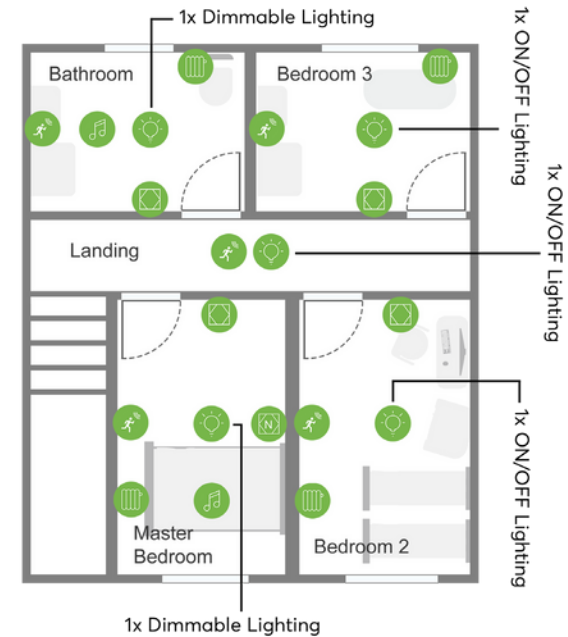 1x Dimmable Lighting
1x ON/OFF Lighting
Bathroom
Bedroom 3
1x ON/OFF Lighting
Landing
N
Master
Bedroom
Bedroom 2
1x ON/OFF Lighting
1x Dimmable Lighting